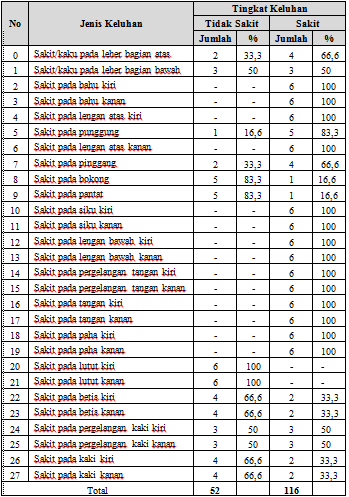 No Jenis Keluhan Tingkat Keluhan
Tidak Sakit Sakit
Jumlah % Jumlah %
0 Sakit/kaku pada leher bagian atas 2 33,3 4 66,6
1 Sakit/kaku pada leher bagian bawah 3 50 3 50
2 Sakit pada bahu kiri - - 6 100
3 Sakit pada bahu kanan - - 6 100
4 Sakit pada lengan atas kiri - - 6 100
5 Sakit pada punggung 1 16,6 5 83,3
6 Sakit pada lengan atas kanan - - 6 100
7 Sakit pada pinggang 2 33,3 4 66,6
8 Sakit pada bokong 5 83,3 1 16,6
9 Sakit pada pantat 5 83,3 1 16,6
10 Sakit pada siku kiri - - 6 100
11 Sakit pada siku kanan - - 6 100
12 Sakit pada lengan bawah kiri - - 6 100
13 Sakit pada lengan bawah kanan - - 6 100
14 Sakit pada pergelangan tangan kiri - - 6 100
15 Sakit pada pergelangan tangan kanan - - 6 100
16 Sakit pada tangan kiri - - 6 100
17 Sakit pada tangan kanan - - 6 100
18 Sakit pada paha kiri - - 6 100
19 Sakit pada paha kanan - - 6 100
20 Sakit pada lutut kiri 6 100 - -
21 Sakit pada lutut kanan 6 100 - -
22 Sakit pada betis kiri 4 66,6 2 33,3
23 Sakit pada betis kanan 4 66,6 2 33,3
24 Sakit pada pergelangan kaki kiri 3 50 3 50
25 Sakit pada pergelangan kaki kanan 3 50 3 50
26 Sakit pada kaki kiri 4 66,6 2 33,3
27 Sakit pada kaki kanan 4 66,6 2 33,3
Total 52 116